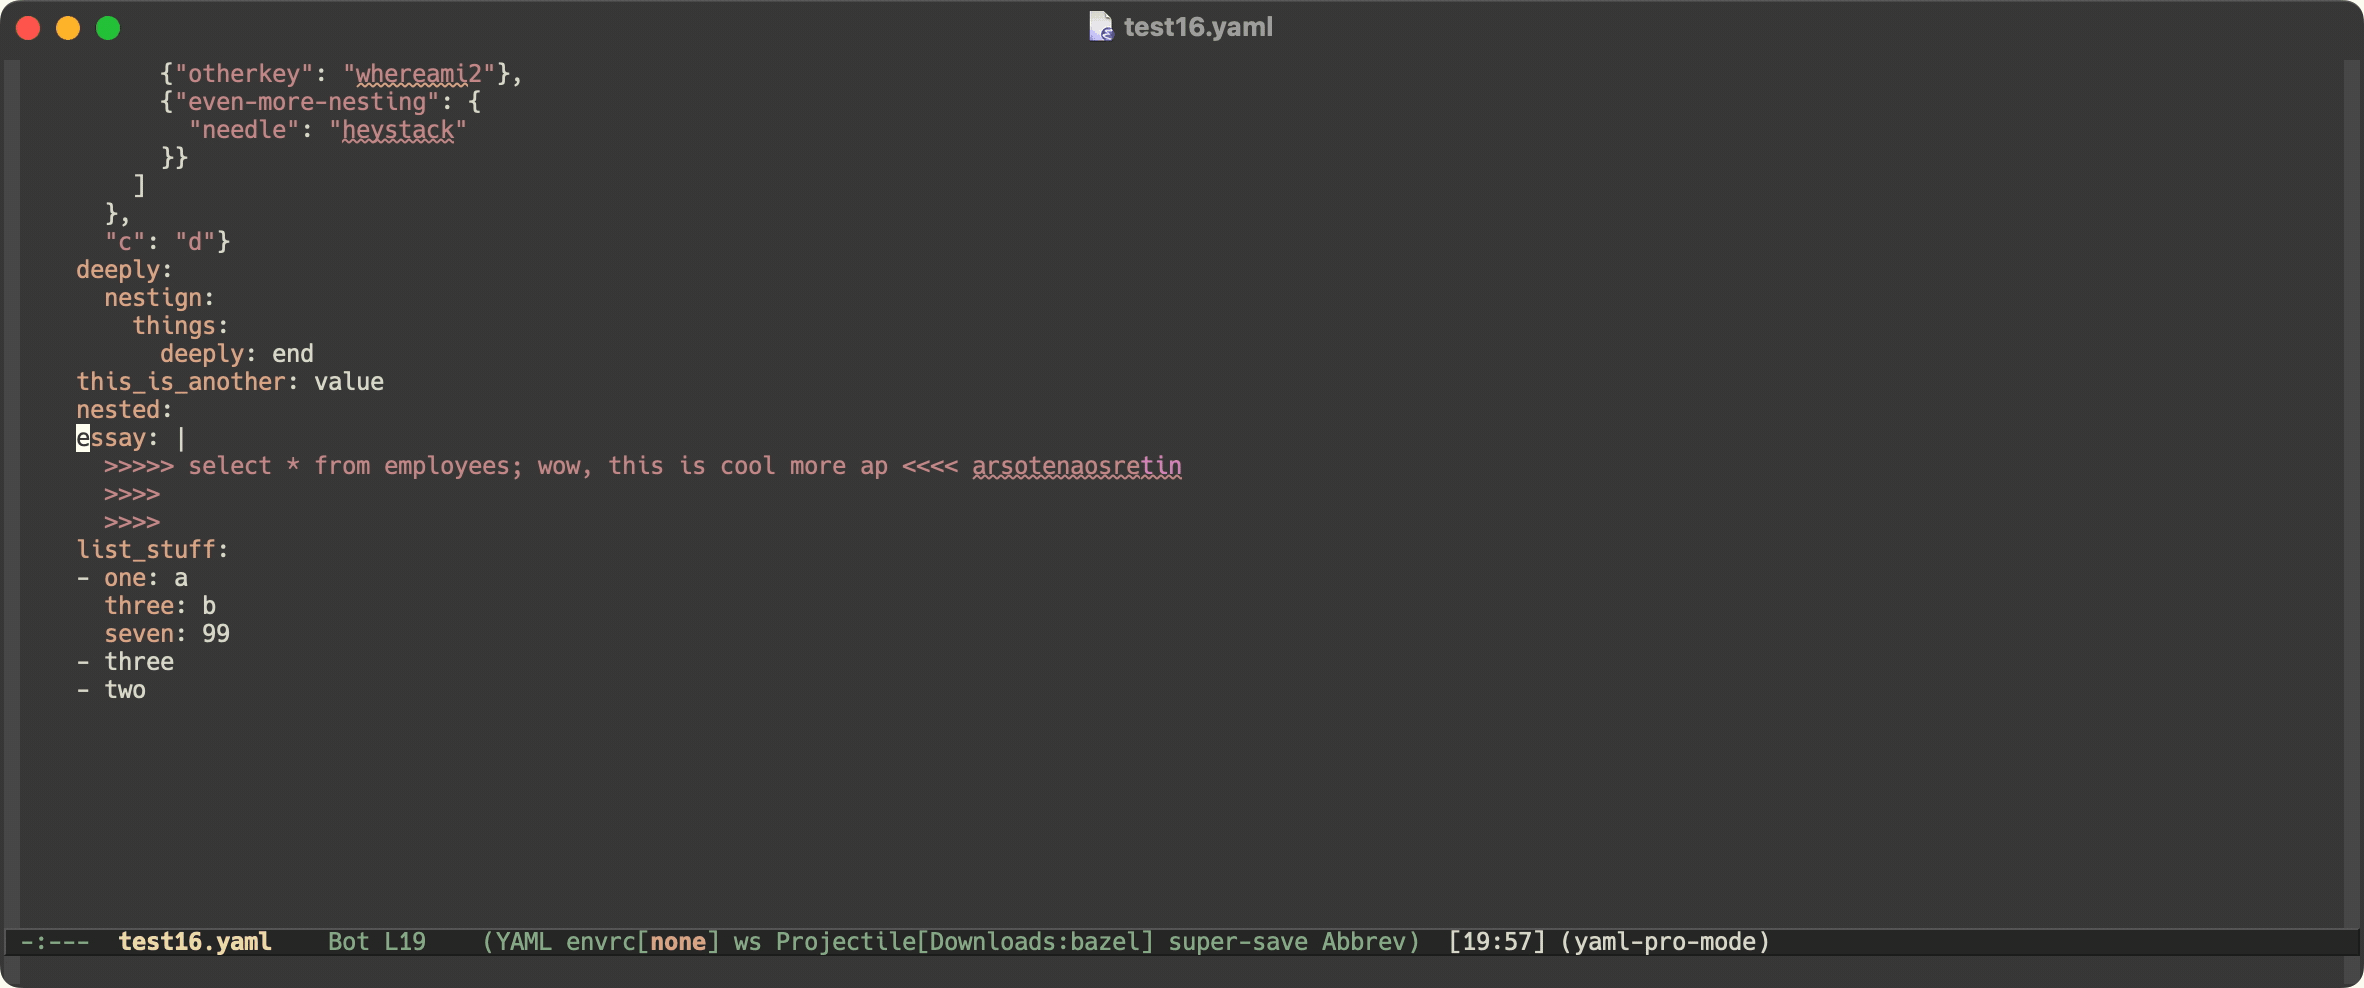 test16.yaml
{"otherkey": "whereami2"},
{"even-more-nesting": {
"needle": "heystack"
}}
]
},
"c": "d"}
deeply:
nestign:
things:
deeply: end
this_is_another: value
nested:
essay: |
>>>>> select * from employees; wow, this is cool more ap <<<< arsotenaosretin
>>>>
>>>>
list_stuff:
- one: a
three: b
seven: 99
- three
- two
-:--- test16.yaml Bot L19 (YAML envrc[none] ws Projectile[Downloads:bazel] super-save Abbrev) [19:57] (yaml-pro-mode)